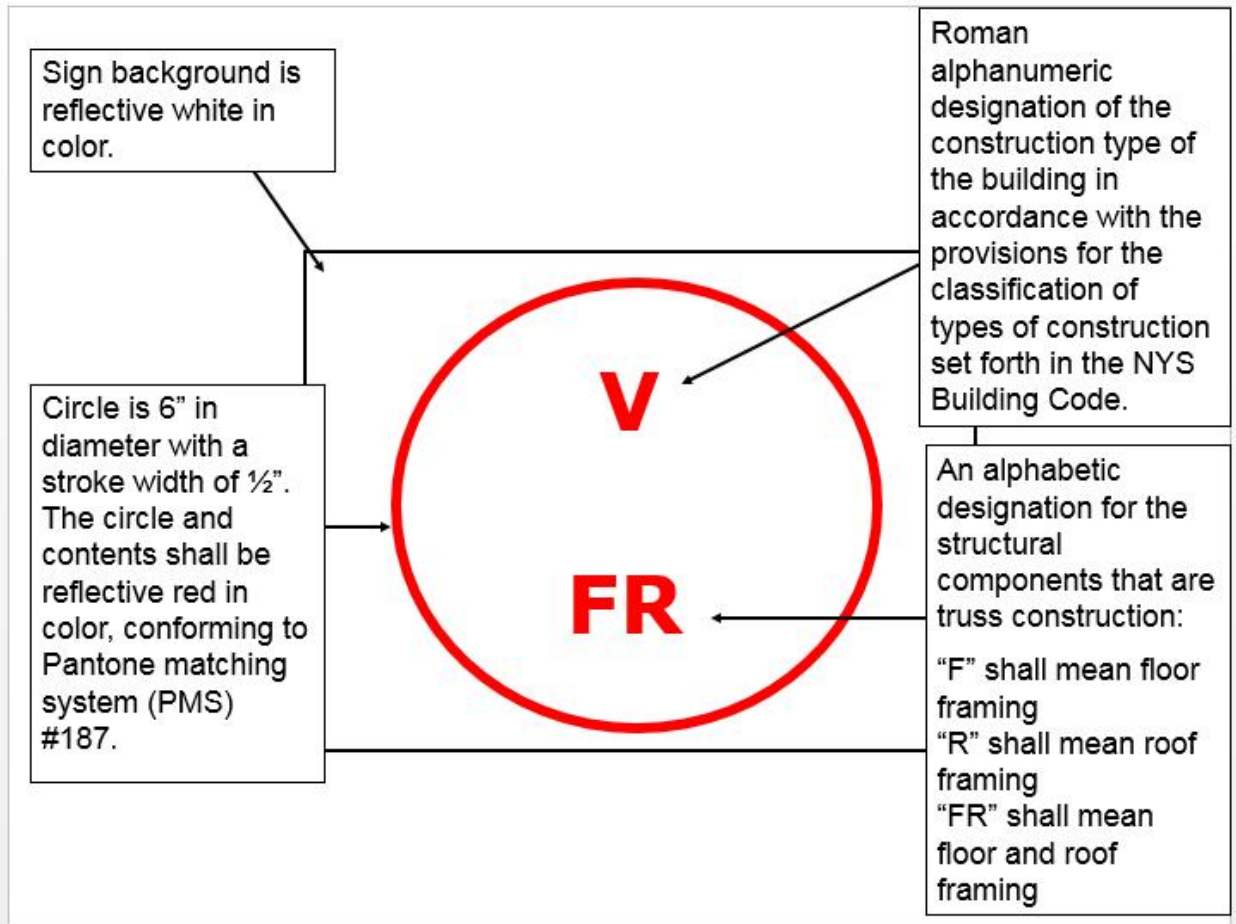 Sign background is
reflective white in
color.
Roman
alphanumeric
designation of the
construction type of
the building in
accordance with the
provisions for the
classification of
types of construction
set forth in the NYS
Building Code.
V
Circle is 6” in
diameter with a
stroke width of ½”.
The circle and
contents shall be
reflective red in
color, conforming to
Pantone matching
system (PMS)
#187.
FR
An alphabetic
designation for the
structural
components that are
truss construction:
“F” shall mean floor
framing
“R” shall mean roof
framing
“FR” shall mean
floor and roof
framing